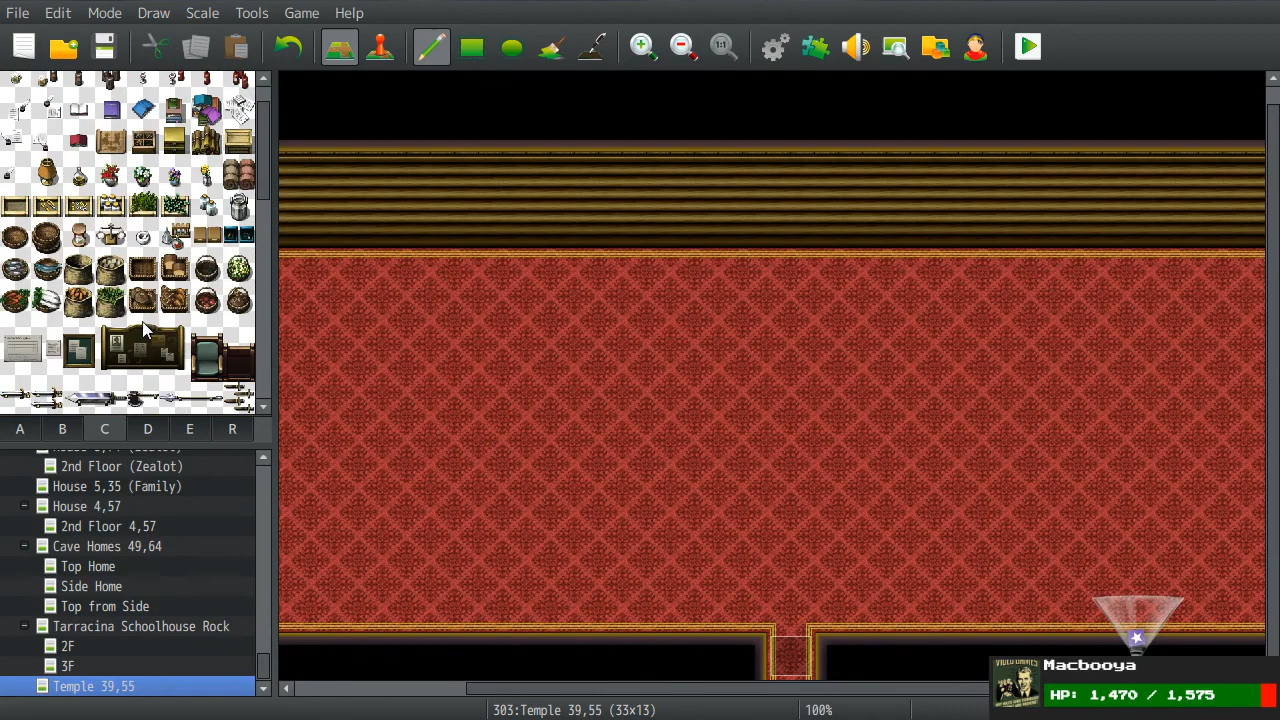 File Edit Mode Draw Scale Tools Game Help
1:1
A B C D E R
2nd Floor (Zealot)
House 5,35 (Family)
House 4,57
2nd Floor 4,57
Cave Homes 49,64
Top Home
Side Home
Top from Side
Tarracina Schoolhouse Rock
2F
3F
Temple 39,55
303:Temple 39,55 (33x13)
100%
Macbooya
HP: 1,470 / 1,575